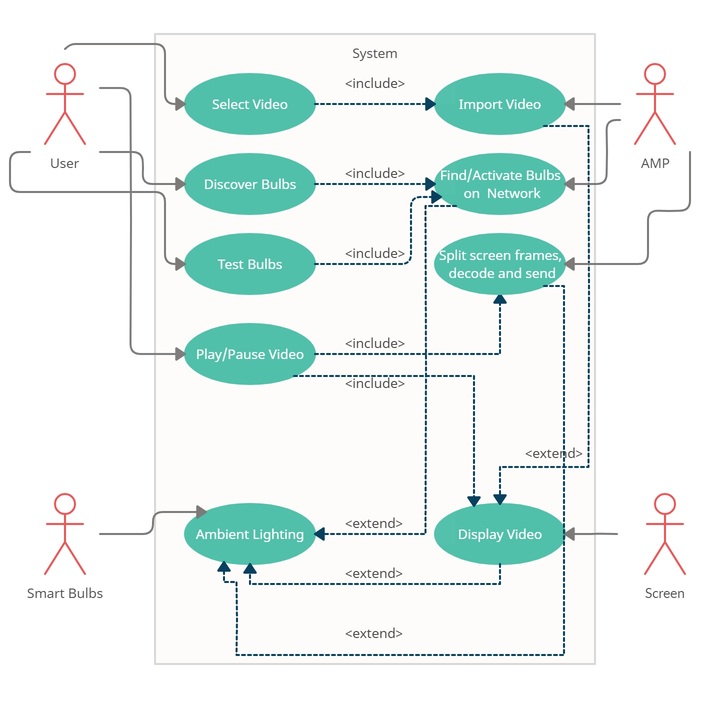 System
<include>
Select Video
Import Video
User
AMP
<include>
Discover Bulbs
Find/Activate Bulbs
on Network
<include>
Test Bulbs
Split screen frames,
decode and send
<include>
Play/Pause Video
<include>
<extend>
<extend>
Ambient Lighting
Display Video
<extend>
Smart Bulbs
Screen
<extend>